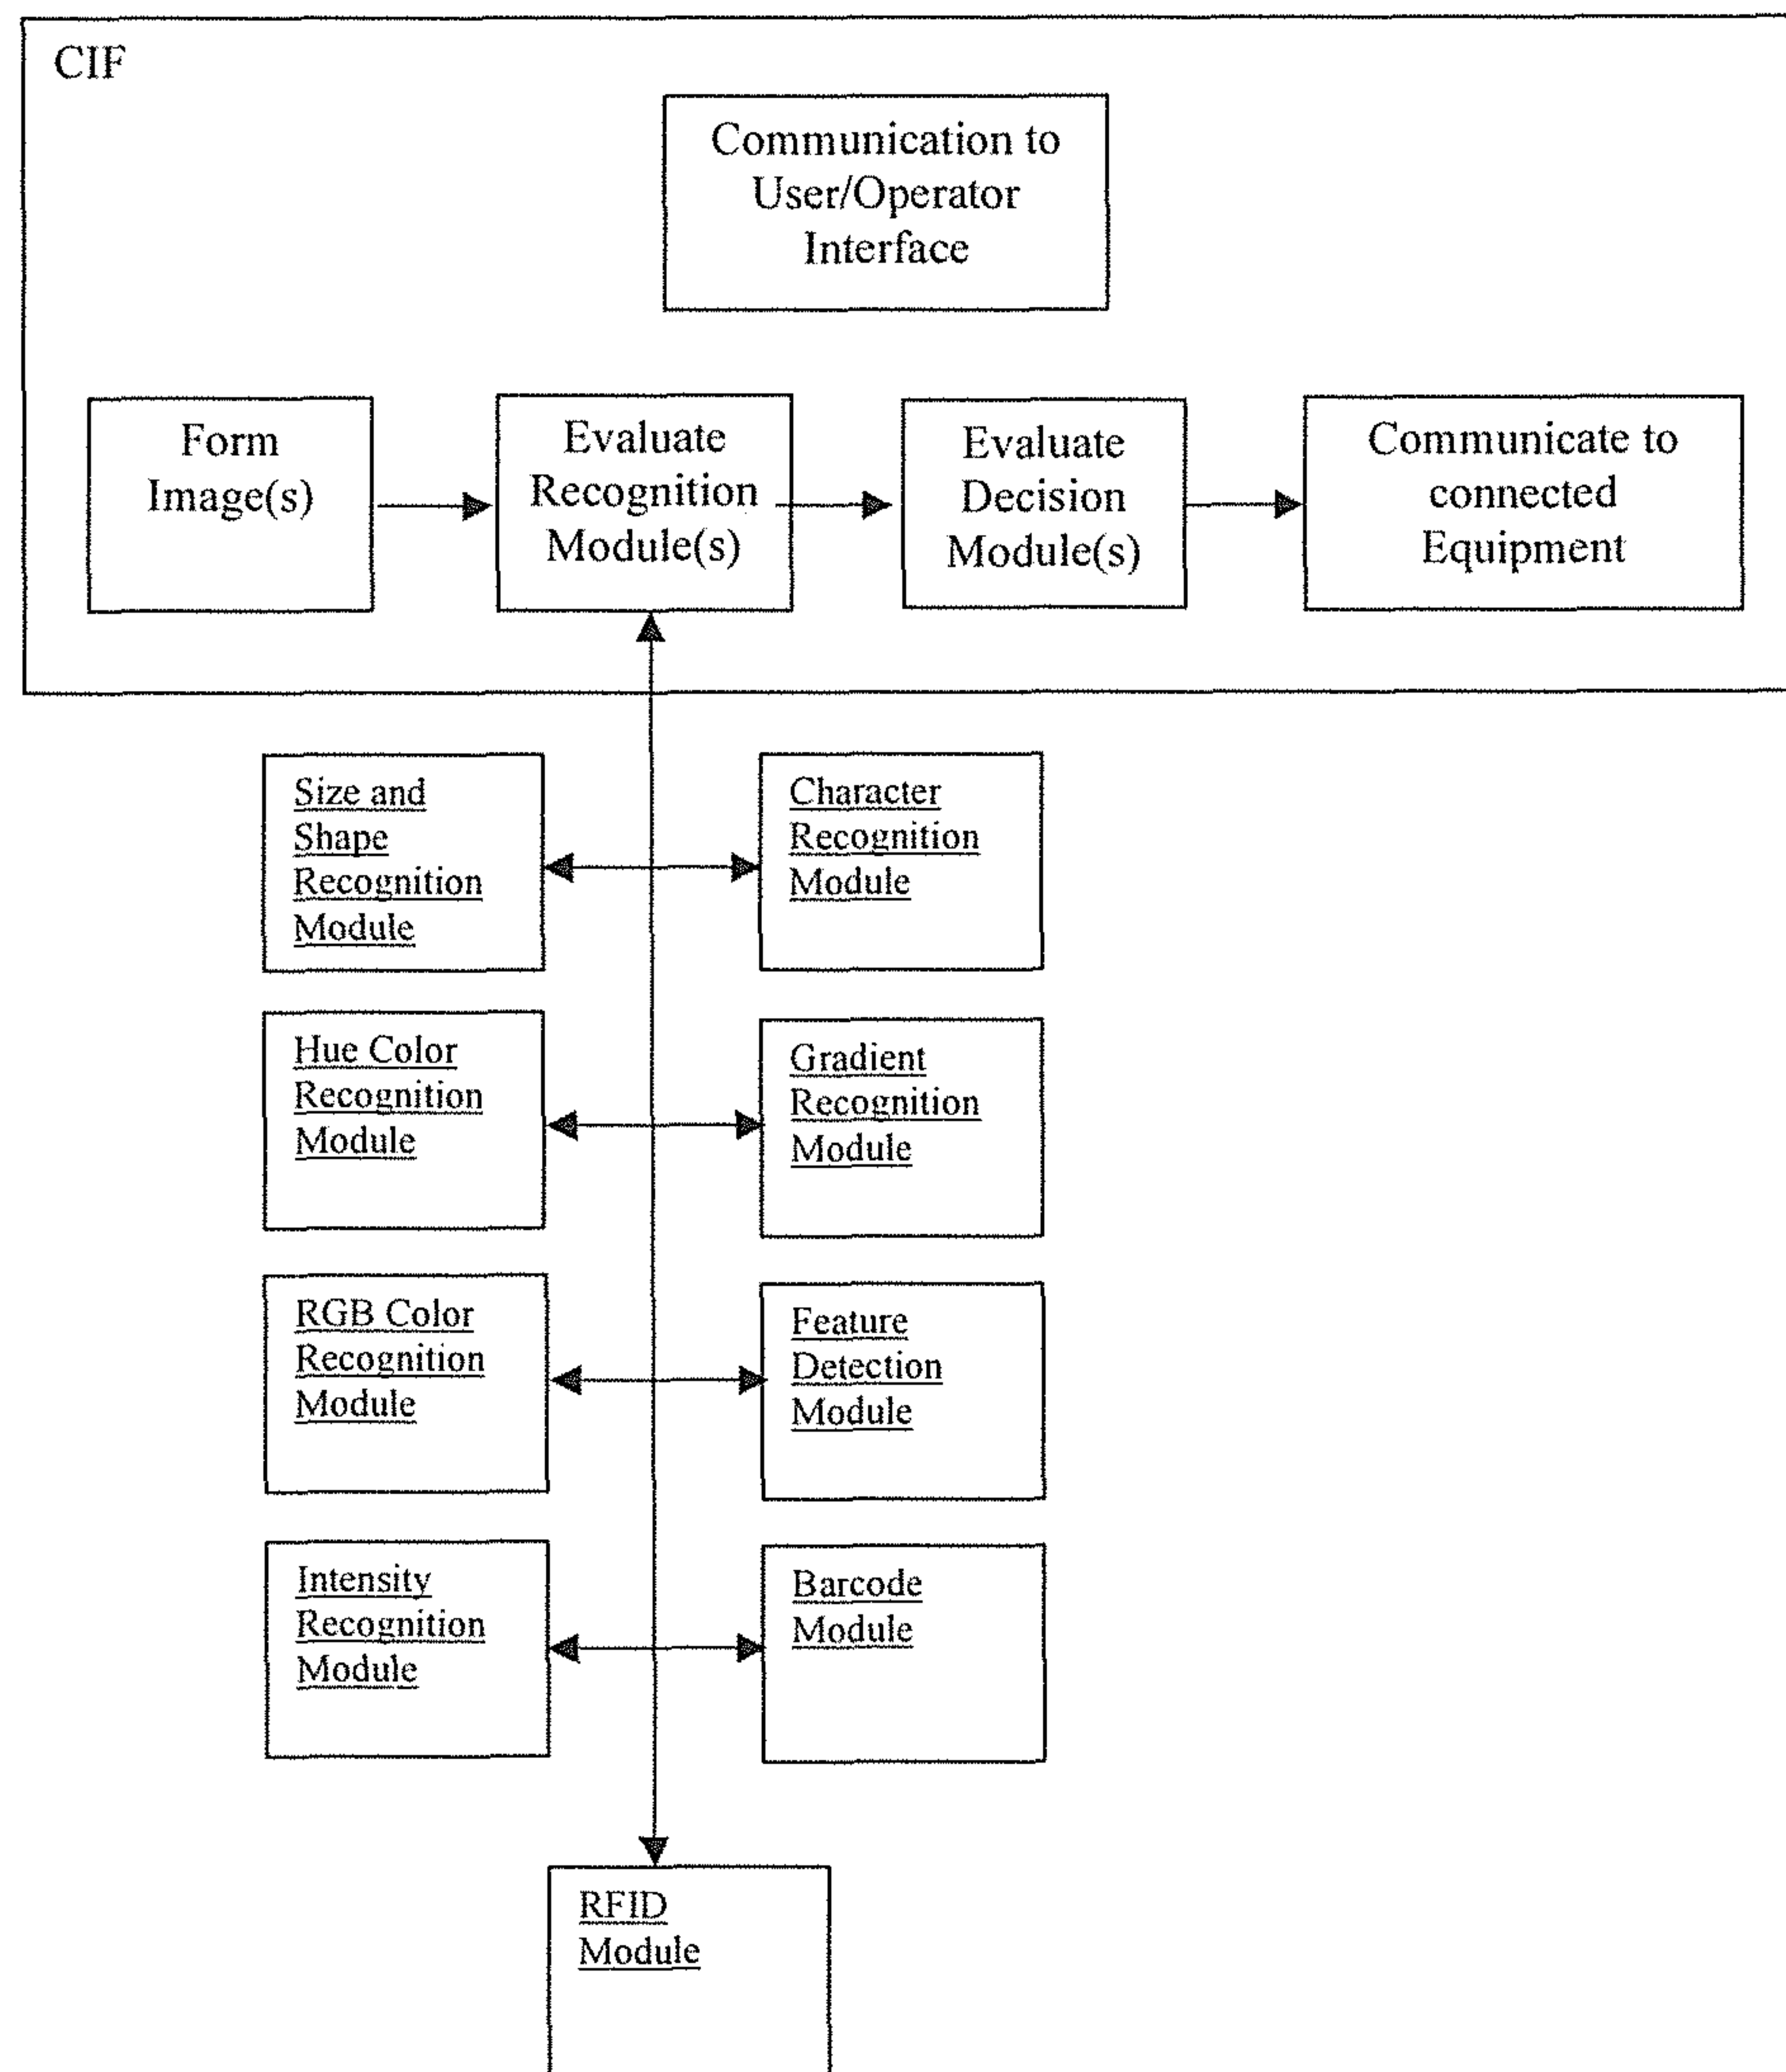 CIF
Communication to
User/Operator
Interface
Form
Image(s)
Evaluate
Recognition
Module(s)
Evaluate
Decision
Module(s)
Communicate to
connected
Equipment
Size and
Shape
Recognition
Module
Character
Recognition
Module
Hue Color
Recognition
Module
Gradient
Recognition
Module
RGB Color
Recognition
Module
Feature
Detection
Module
Intensity
Recognition
Module
Barcode
Module
RFID
Module